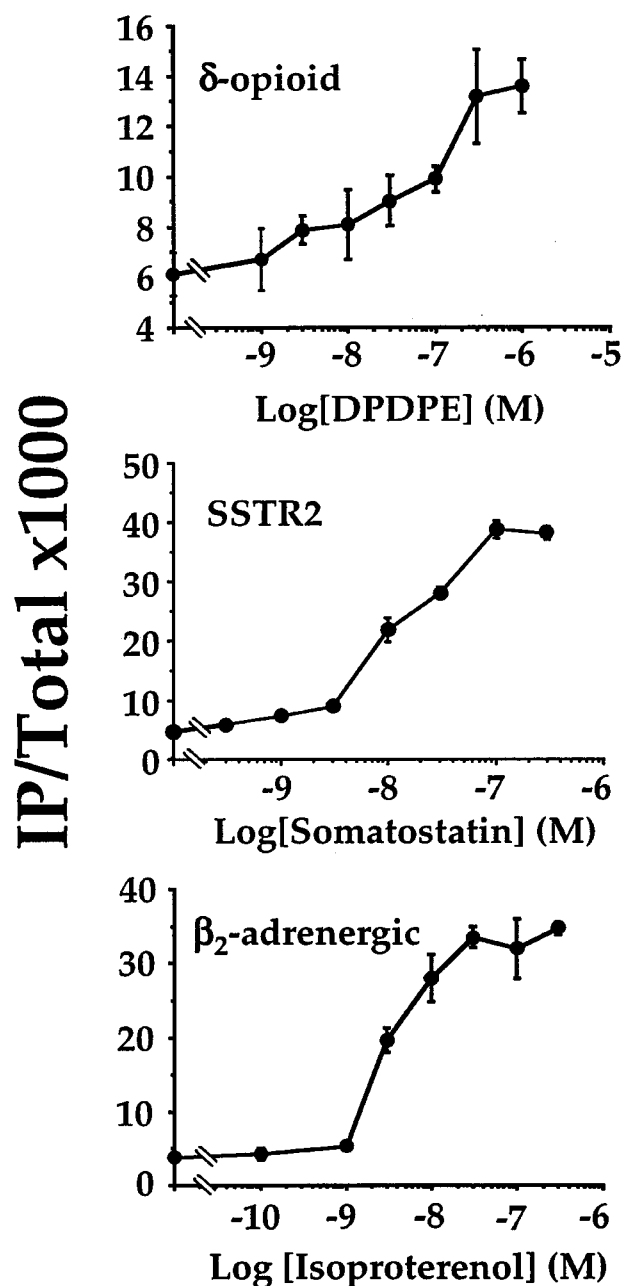 IP/Total x1000
16
δ-opioid
14
12
10
8
6
4
-9 -8 -7 -6 -5
Log[DPDPE] (M)
50
SSTR2
40
30
20
10
0
-9 -8 -7 -6
Log[Somatostatin] (M)
40
β2-adrenergic
30
20
10
0
-10 -9 -8 -7 -6
Log [Isoproterenol] (M)